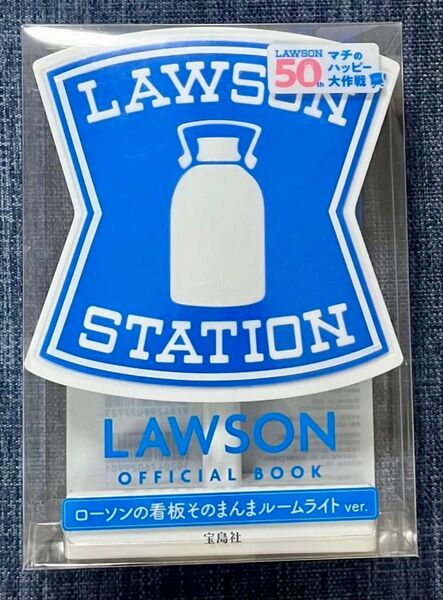 LAWSON
50th
マチの
ハッピー
大作戦
LAWSON
STATION
LAWSON
OFFICIAL BOOK
ローソンの看板そのまんまルームライト ver.
宝島社